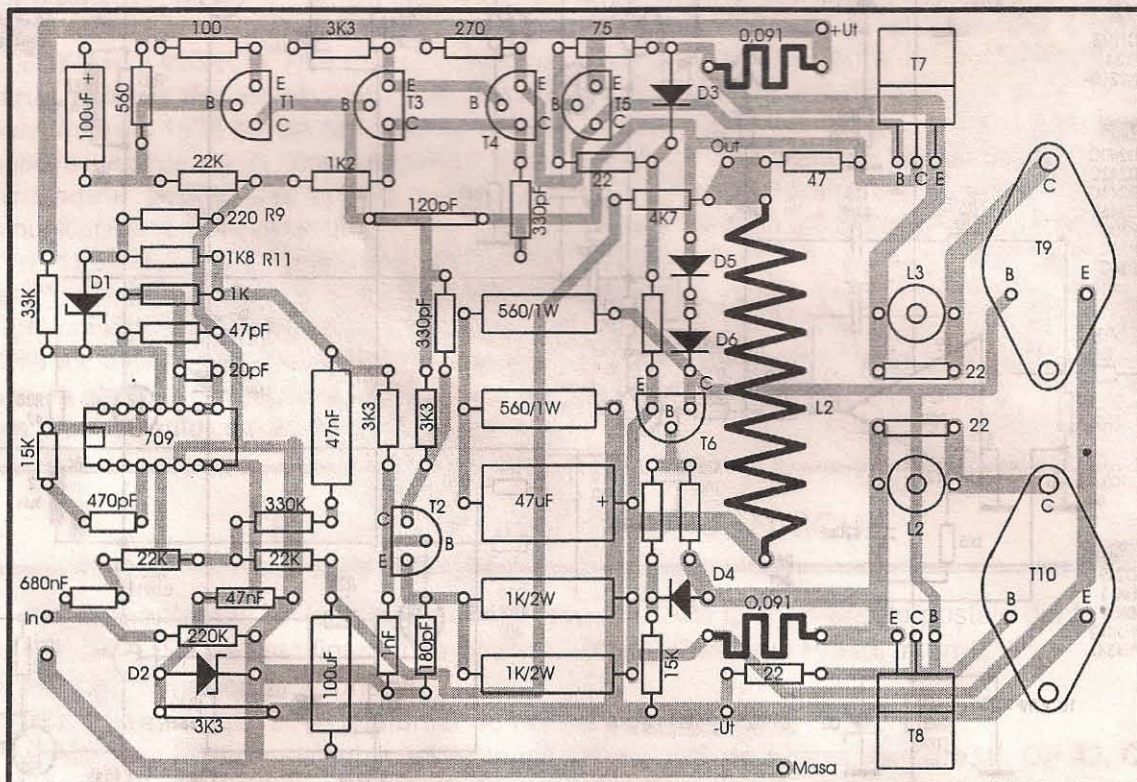 100 3K3 270 75 +Ut
0,091 T7
100uF + 560 E B T1 C E B T3 C E B C T4 E B T5 C D3
22K 1K2 22 Out 47 B C E
220 R9 120pF 330pF 4K7 C
1K8 R11 D5 T9
33K D1 1K L3 B E
47pF 330pF 560/1W D6
20pF E C 22
15K 709 47nF 3K3 3K3 560/1W B T6 L2 22
470pF 330K C T2 47uF + L2 C
22K 22K E B
680nF 47nF D4 T10
In 1K/2W 0,091 B E
220K 1nF 180pF E C B
D2 100uF 1K/2W 15K 22
3K3 -Ut T8
Masa